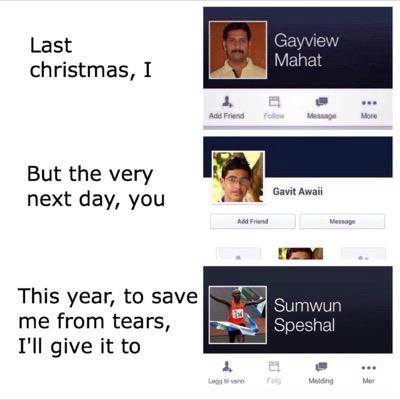 Last
christmas, I
Gayview
Mahat
Add Friend
Follow
Message
More
But the very
next day, you
Gavit Awaii
Add Friend
Message
This year, to save
me from tears,
I'll give it to
Sumwun
Speshal
Legg til venn
Følg
Melding
Mer